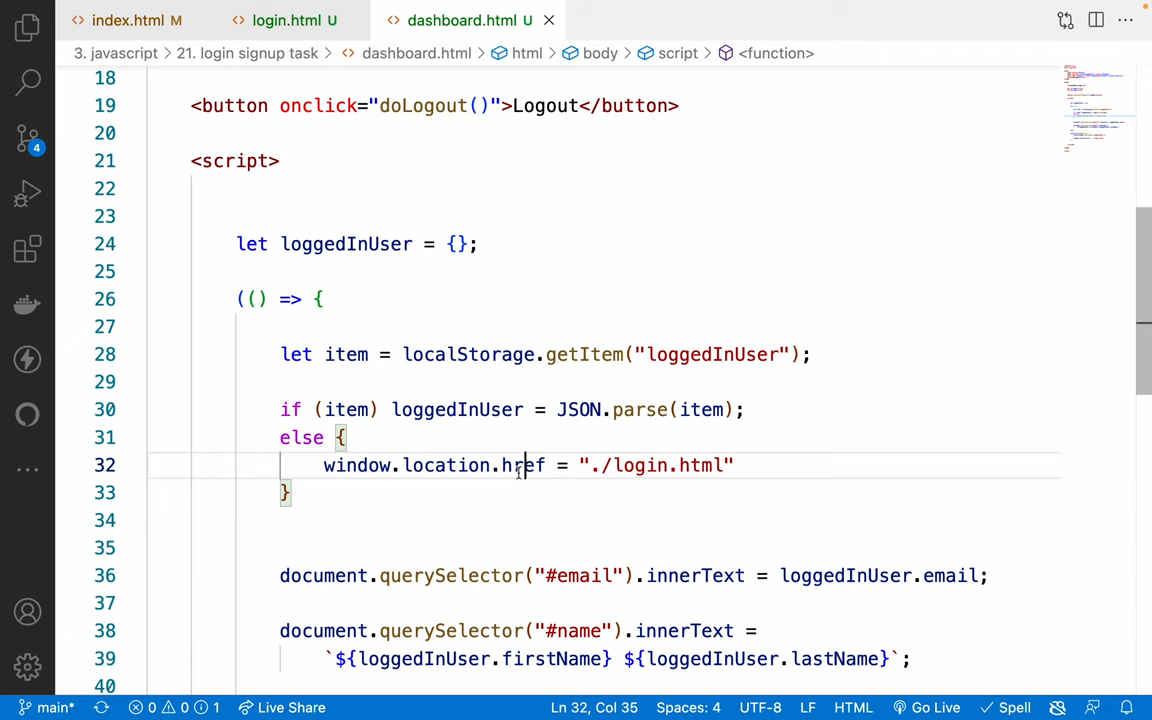 index.html M
login.html U
dashboard.html U
3. javascript > 21. login signup task > dashboard.html > html > body > script > <function>
18
19 <button onclick="doLogout()">Logout</button>
20
21 <script>
22
23
24 let loggedInUser = {};
25
26 (() => {
27
28 let item = localStorage.getItem("loggedInUser");
29
30 if (item) loggedInUser = JSON.parse(item);
31 else {
32 window.location.href = "./login.html"
33 }
34
35
36 document.querySelector("#email").innerText = loggedInUser.email;
37
38 document.querySelector("#name").innerText =
39 `${loggedInUser.firstName} ${loggedInUser.lastName}`;
40
4
main* 0 0 1 Live Share Ln 32, Col 35 Spaces: 4 UTF-8 LF HTML Go Live Spell